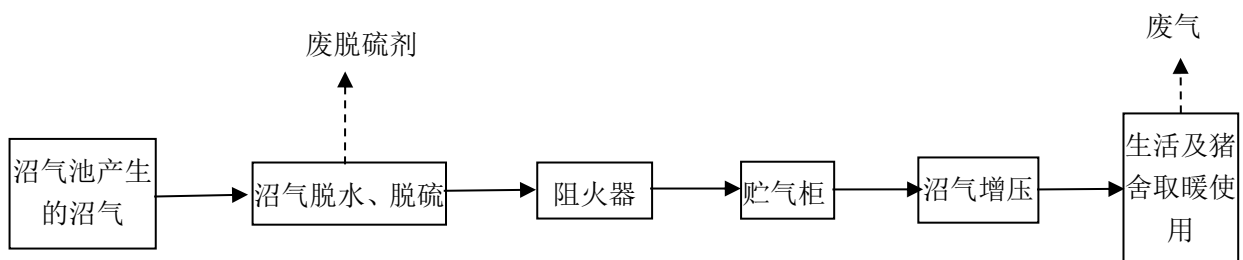 废脱硫剂
废气
沼气池产生
的沼气
沼气脱水、脱硫
阻火器
贮气柜
沼气增压
生活及猪
舍取暖使
用